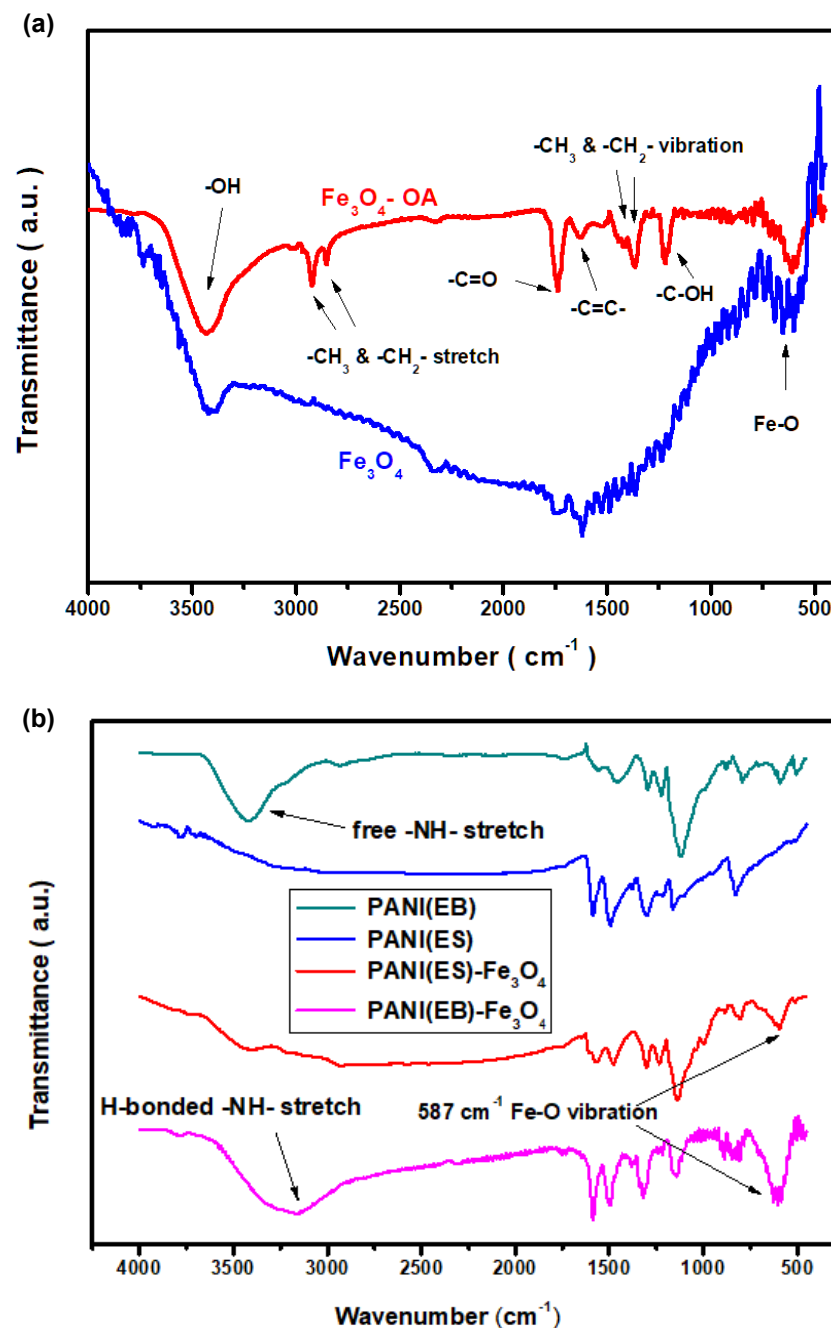 (a)
-CH₃ & -CH₂- vibration
-OH
Fe₃O₄- OA
-C=O
-C=C-
-C-OH
-CH₃ & -CH₂- stretch
Fe-O
Fe₃O₄
Transmittance ( a.u. )
4000 3500 3000 2500 2000 1500 1000 500
Wavenumber ( cm⁻¹ )
(b)
free -NH- stretch
PANI(EB)
PANI(ES)
PANI(ES)-Fe₃O₄
PANI(EB)-Fe₃O₄
H-bonded -NH- stretch
587 cm⁻¹ Fe-O vibration
Transmittance ( a.u.)
4000 3500 3000 2500 2000 1500 1000 500
Wavenumber (cm⁻¹)